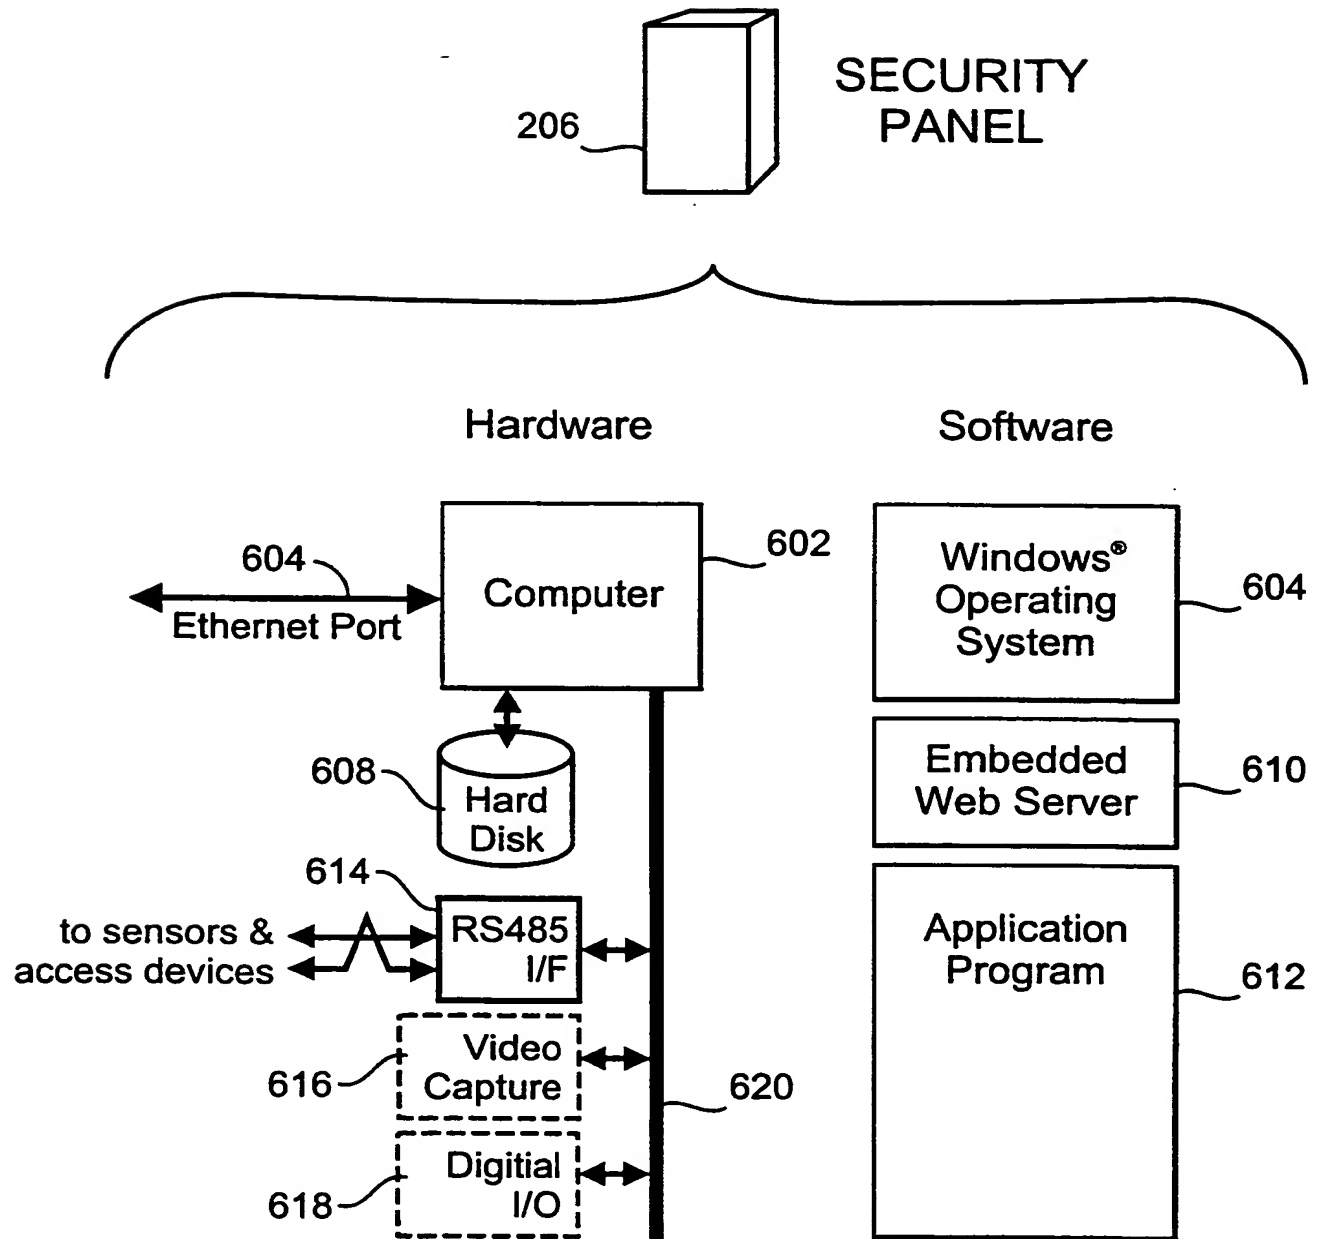 SECURITY
PANEL
206
Hardware
Software
604
Ethernet Port
Computer
602
Windows®
Operating
System
604
608
Hard
Disk
Embedded
Web Server
610
614
to sensors &
access devices
RS485
I/F
Application
Program
612
616
Video
Capture
620
618
Digitial
I/O